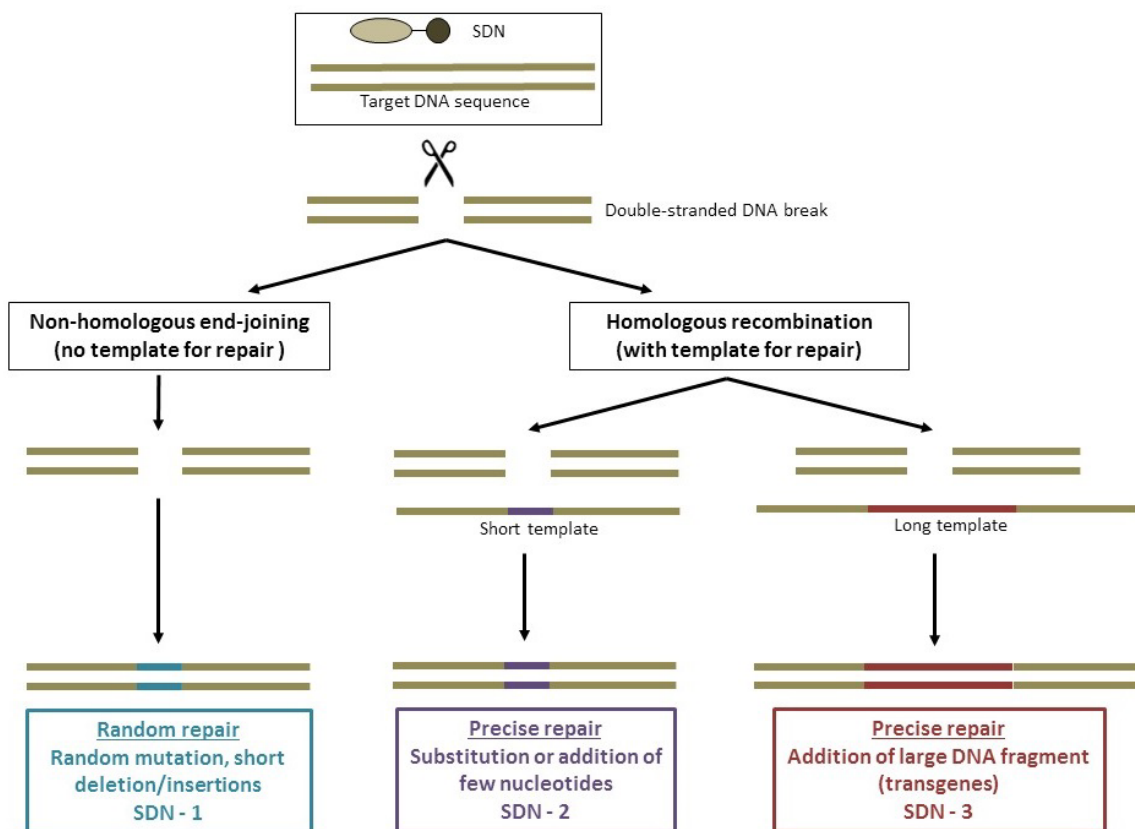 SDN
Target DNA sequence
Double-stranded DNA break
Non-homologous end-joining
(no template for repair )
Homologous recombination
(with template for repair)
Short template
Long template
Random repair
Random mutation, short
deletion/insertions
SDN - 1
Precise repair
Substitution or addition of
few nucleotides
SDN - 2
Precise repair
Addition of large DNA fragment
(transgenes)
SDN - 3